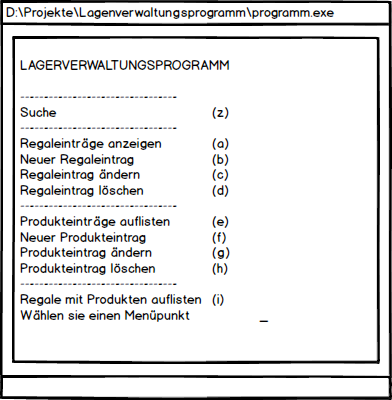 D:\Projekte\Lagenverwaltungsprogramm\programm.exe
LAGERVERWALTUNGSPROGRAMM
--------------------------------
Suche (z)
--------------------------------
Regaleinträge anzeigen (a)
Neuer Regaleintrag (b)
Regaleintrag ändern (c)
Regaleintrag löschen (d)
--------------------------------
Produkteinträge auflisten (e)
Neuer Produkteintrag (f)
Produkteintrag ändern (g)
Produkteintrag löschen (h)
--------------------------------
Regale mit Produkten auflisten (i)
Wählen sie einen Menüpunkt _